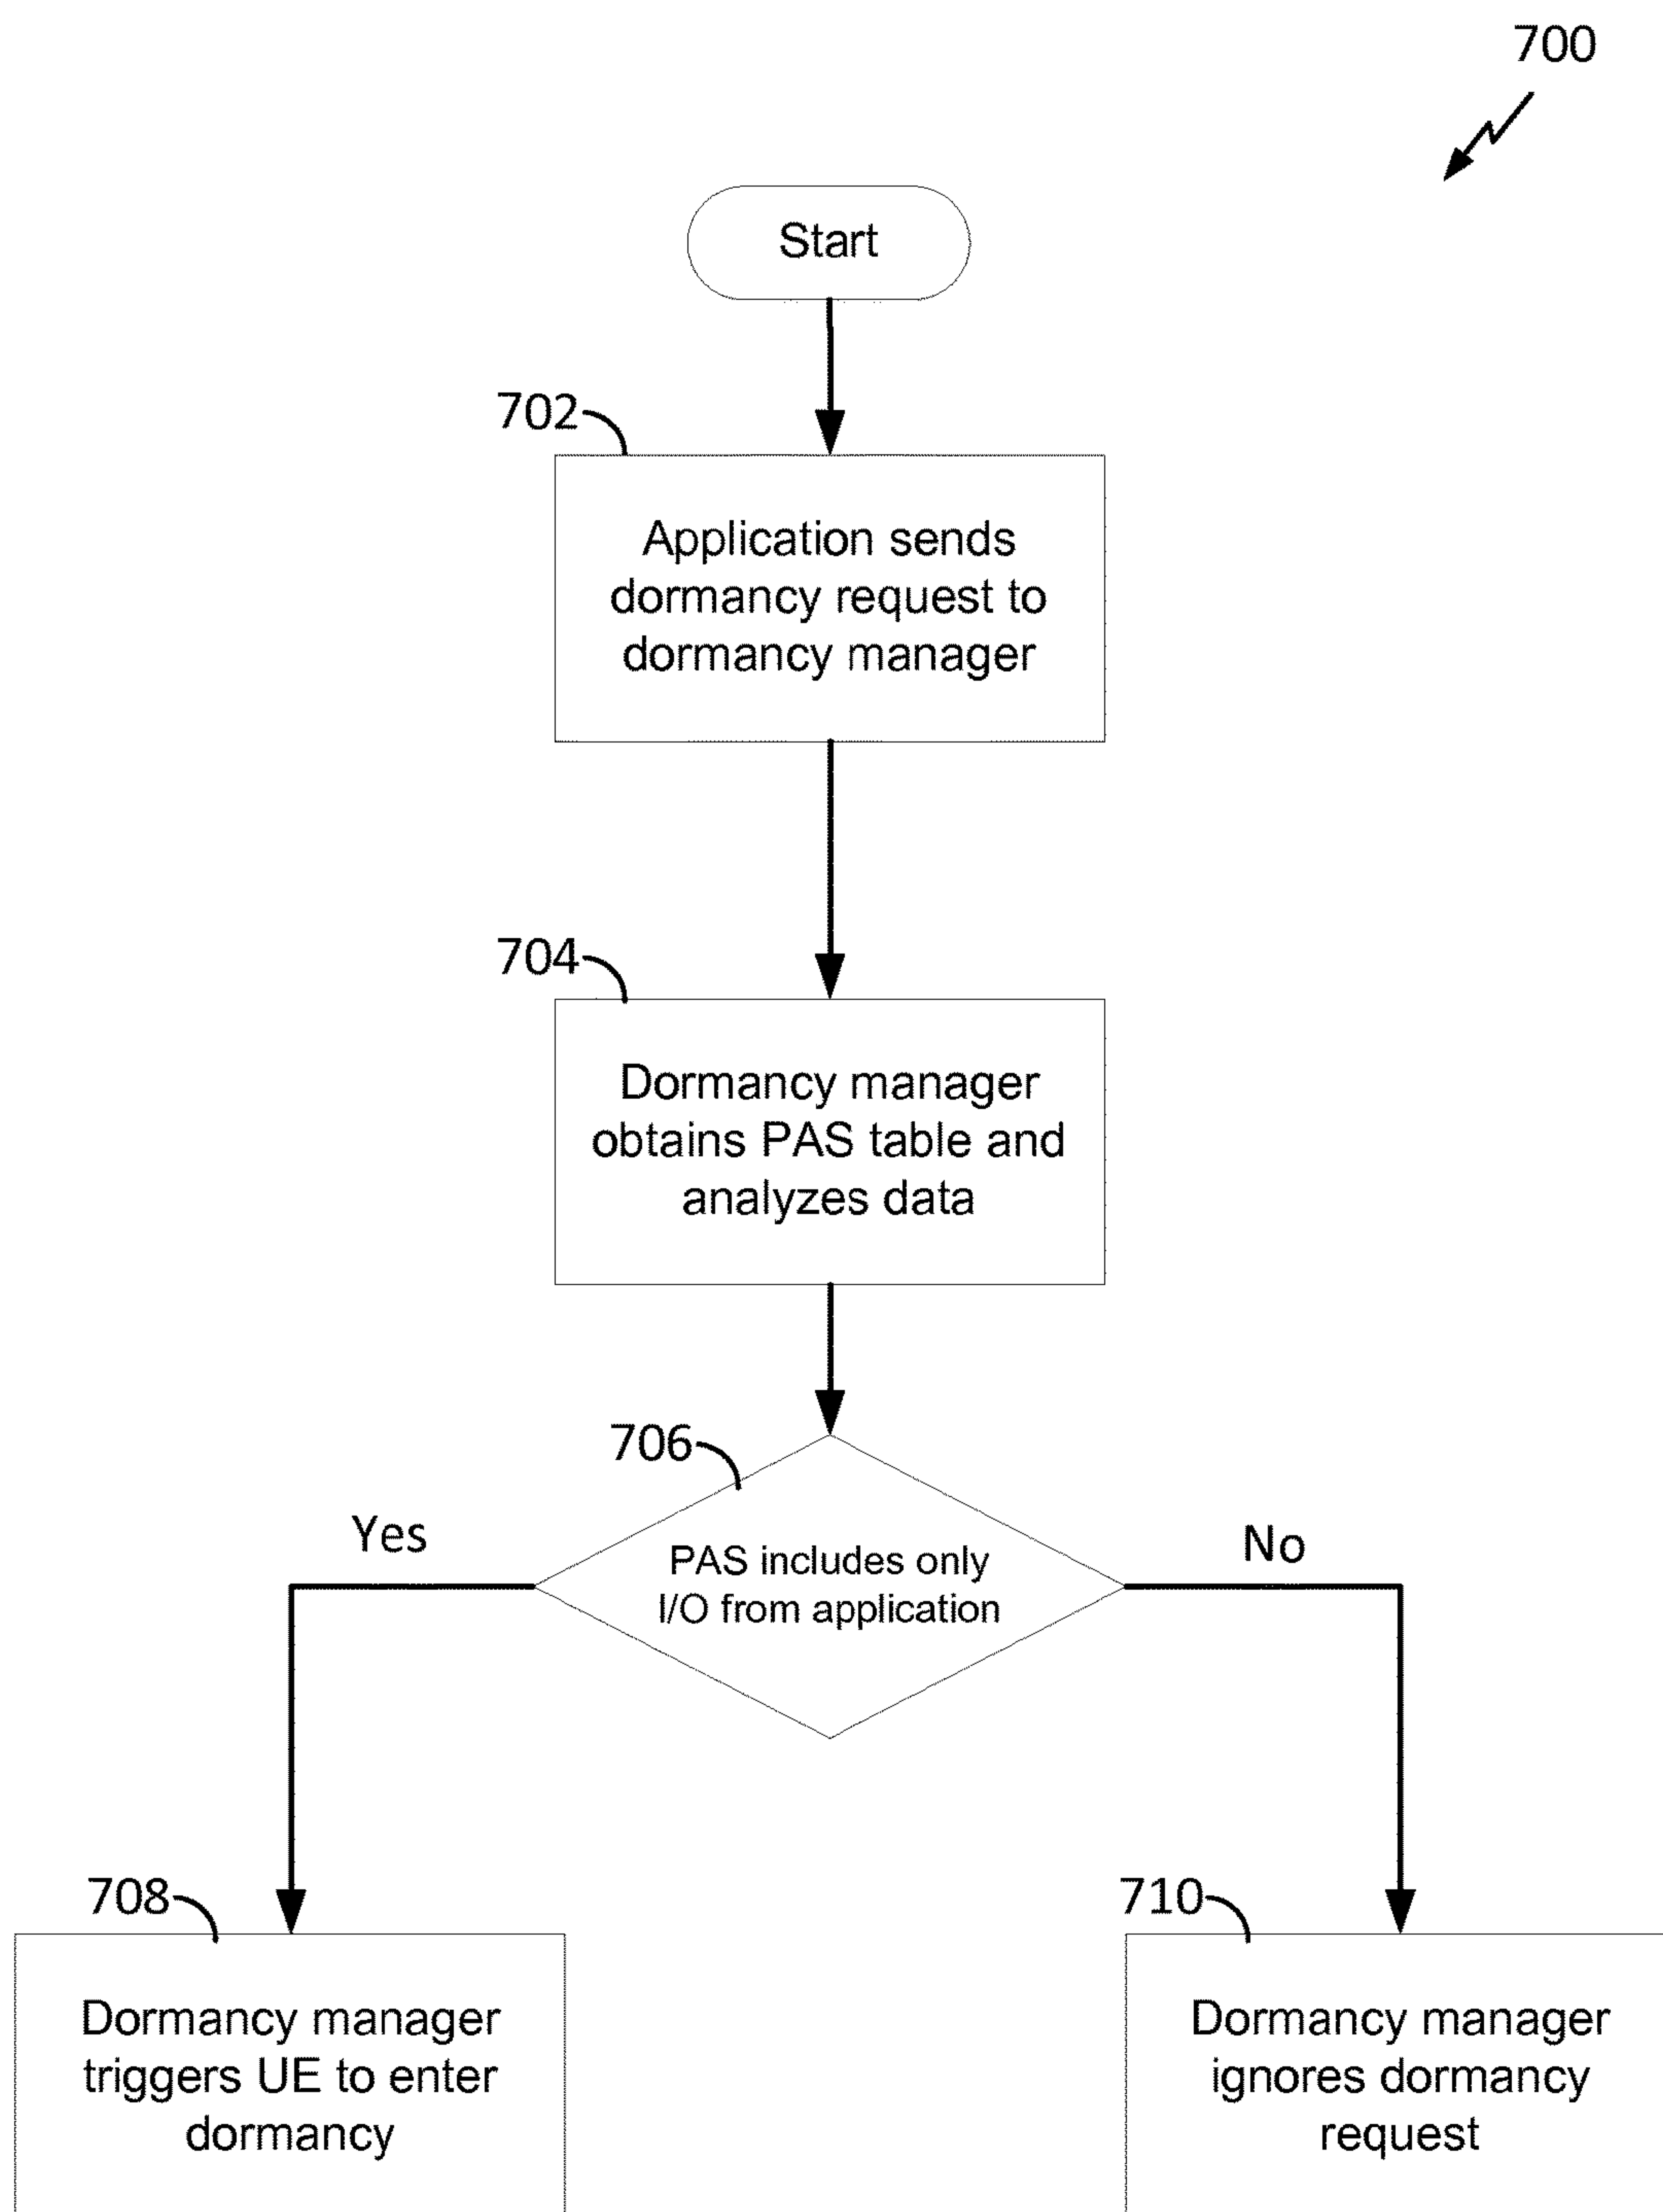 700
Start
702
Application sends
dormancy request to
dormancy manager
704
Dormancy manager
obtains PAS table and
analyzes data
706
Yes
No
PAS includes only
I/O from application
708
710
Dormancy manager
triggers UE to enter
dormancy
Dormancy manager
ignores dormancy
request